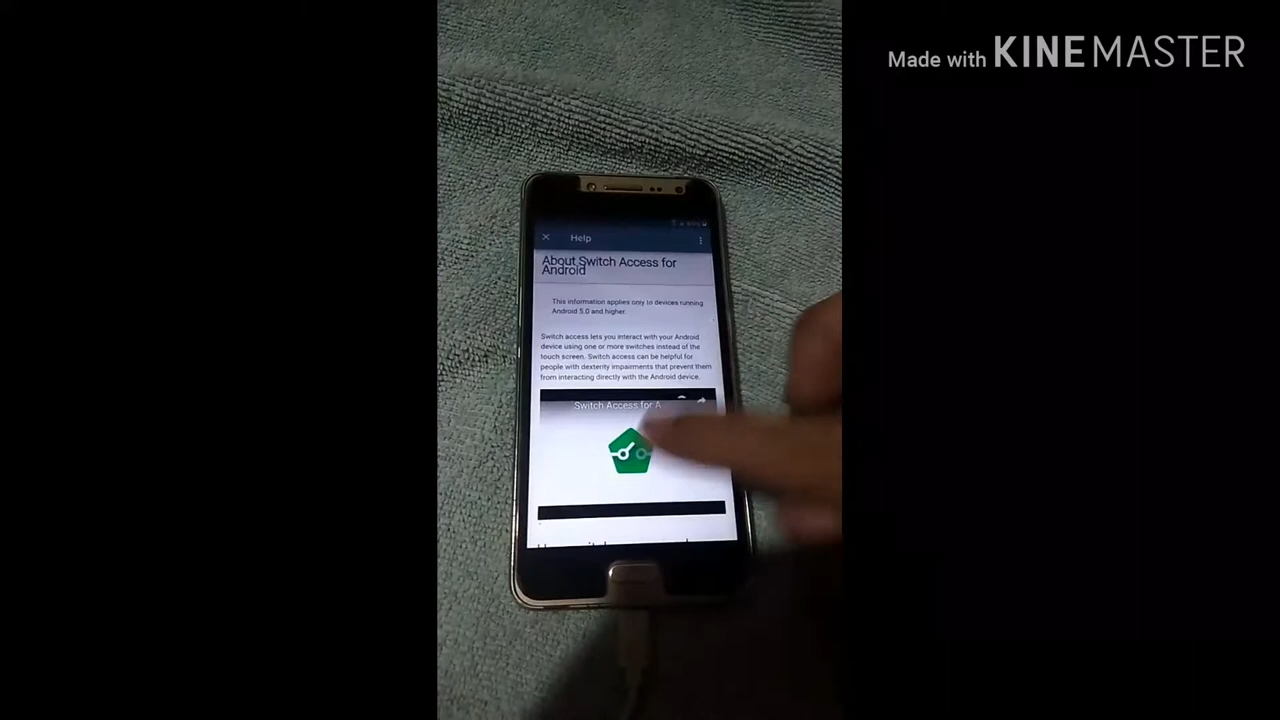 Made with KINEMASTER
Help
About Switch Access for
Android
This information applies only to devices running
Android 5.0 and higher.
Switch access lets you interact with your Android
device using one or more switches instead of the
touch screen. Switch access can be helpful for
people with dexterity impairments that prevent them
from interacting directly with the Android device.
Switch Access for A